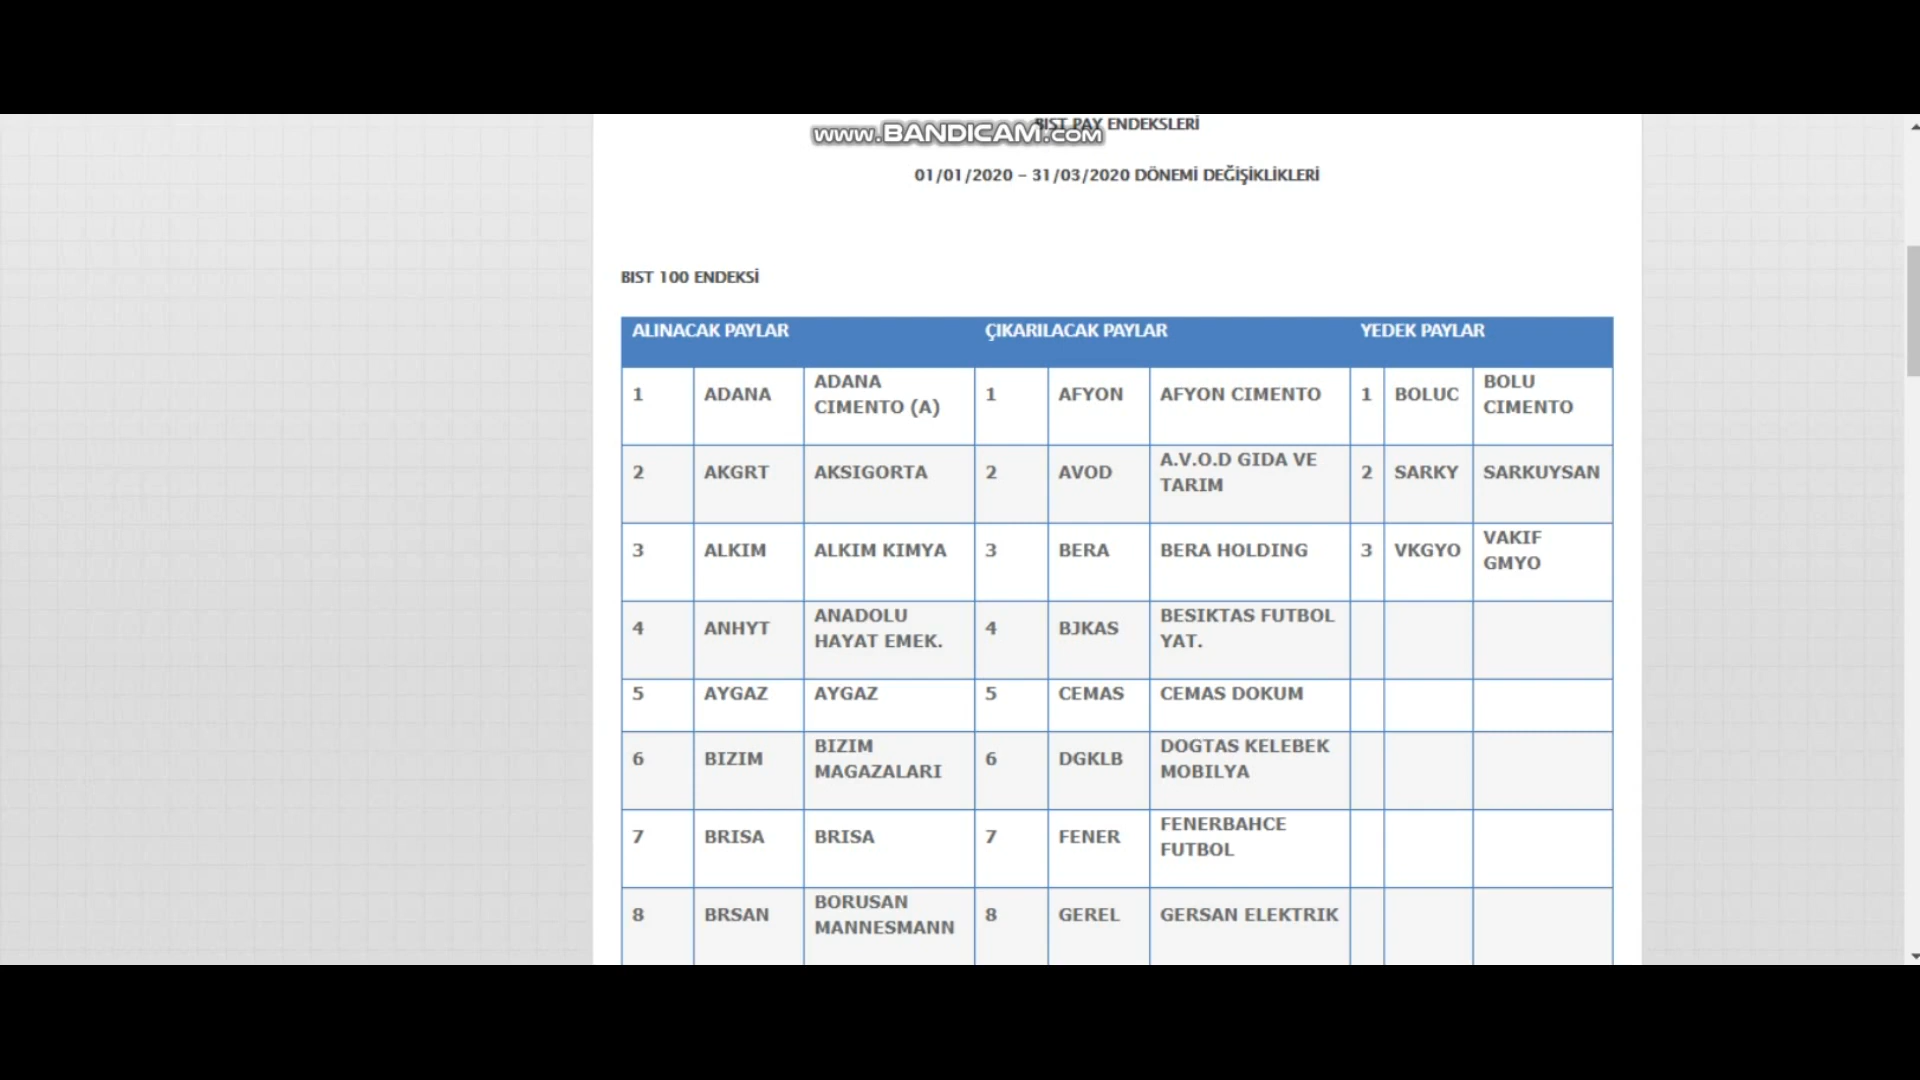 www.BANDICAM.com
BIST PAY ENDEKSLERİ
01/01/2020 – 31/03/2020 DÖNEMİ DEĞİŞİKLİKLERİ
BIST 100 ENDEKSİ
ALINACAK PAYLAR ÇIKARILACAK PAYLAR YEDEK PAYLAR
1 ADANA ADANA CIMENTO (A) 1 AFYON AFYON CIMENTO 1 BOLUC BOLU CIMENTO
2 AKGRT AKSIGORTA 2 AVOD A.V.O.D GIDA VE TARIM 2 SARKY SARKUYSAN
3 ALKIM ALKIM KIMYA 3 BERA BERA HOLDING 3 VKGYO VAKIF GMYO
4 ANHYT ANADOLU HAYAT EMEK. 4 BJKAS BESIKTAS FUTBOL YAT.
5 AYGAZ AYGAZ 5 CEMAS CEMAS DOKUM
6 BIZIM BIZIM MAGAZALARI 6 DGKLB DOGTAS KELEBEK MOBILYA
7 BRISA BRISA 7 FENER FENERBAHCE FUTBOL
8 BRSAN BORUSAN MANNESMANN 8 GEREL GERSAN ELEKTRIK